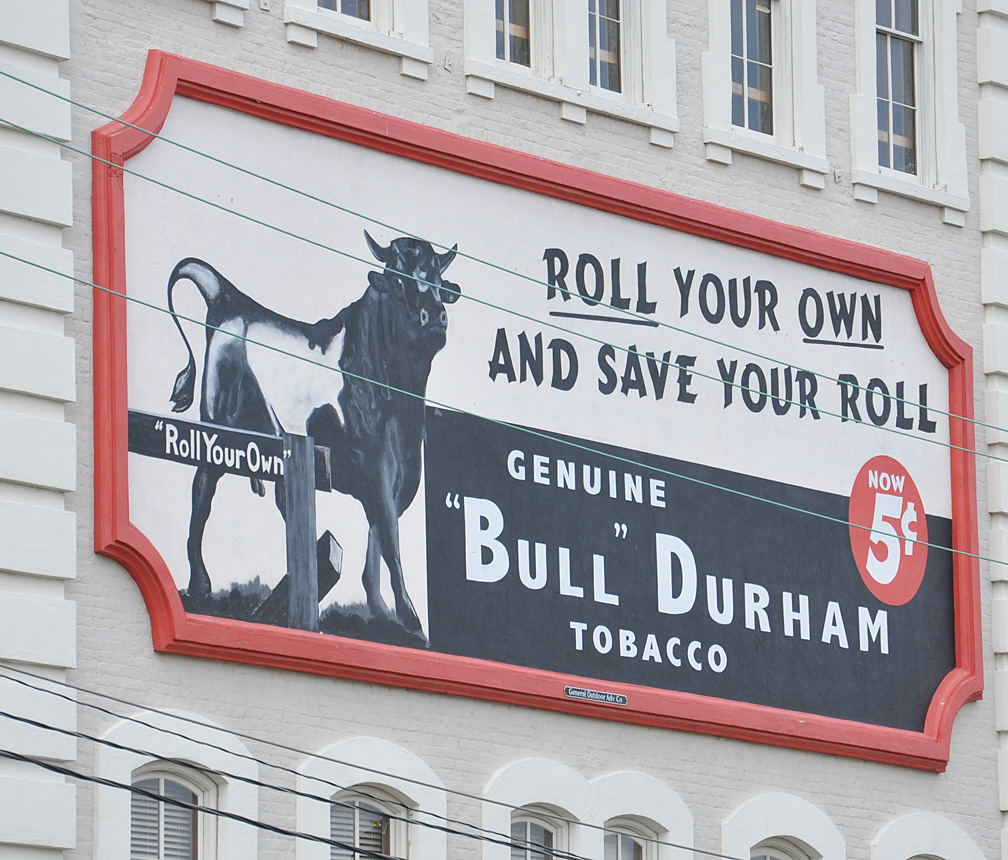 ROLL YOUR OWN
AND SAVE YOUR ROLL
"Roll Your Own"
GENUINE
"BULL" DURHAM
TOBACCO
NOW
5¢
General Outdoor Adv Co